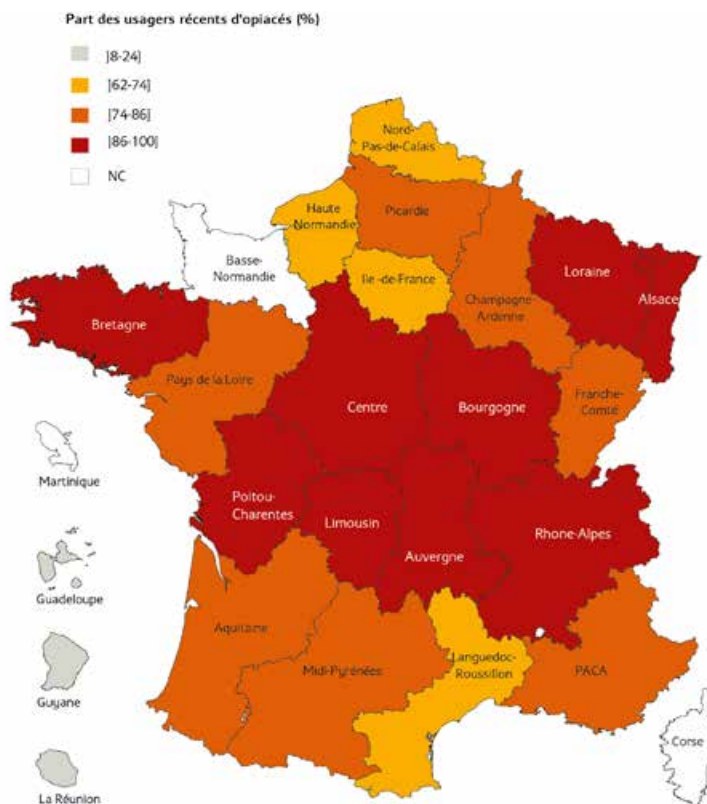 Part des usagers récents d'opiacés (%)
]8-24]
]62-74]
]74-86]
]86-100]
NC
Nord-
Pas-de-Calais
Haute
Normandie
Picardie
Basse-
Normandie
Ile -de-France
Loraine
Alsace
Champagne-
Ardenne
Bretagne
Pays de la Loire
Centre
Bourgogne
Franche-
Comté
Martinique
Poitou-
Charentes
Limousin
Rhone-Alpes
Auvergne
Guadeloupe
Aquitaine
Midi-Pyrénées
Languedoc-
Roussillon
PACA
Guyane
Corse
La Réunion